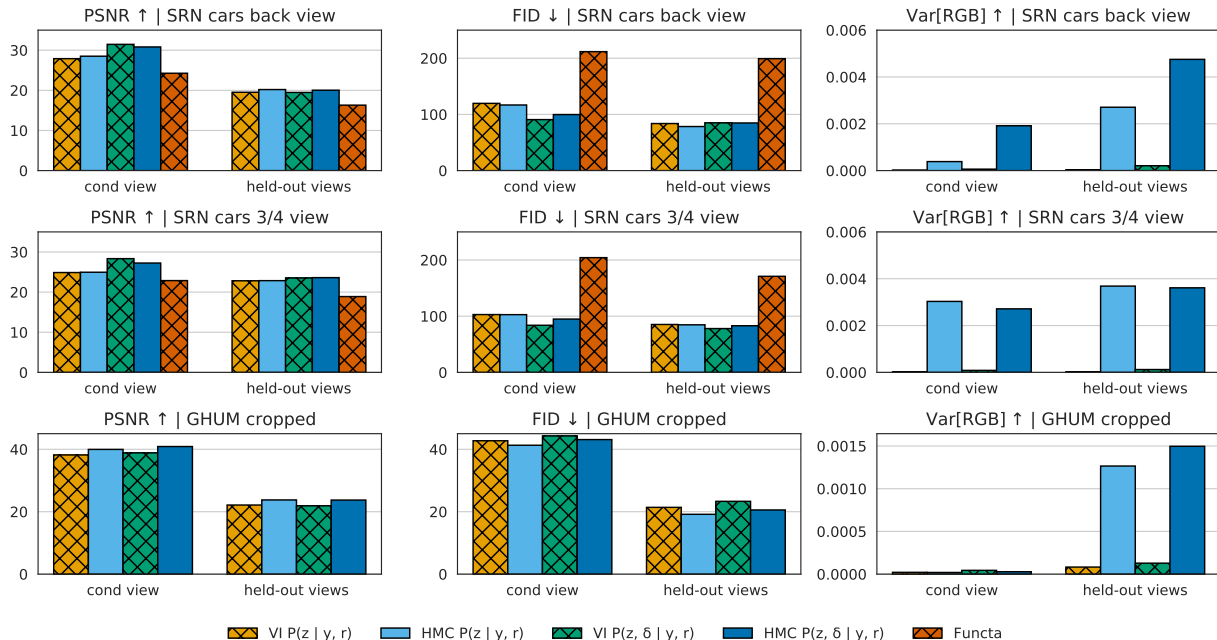 PSNR ↑ | SRN cars back view
FID ↓ | SRN cars back view
Var[RGB] ↑ | SRN cars back view
30
20
10
0
cond view
held-out views
200
100
0
cond view
held-out views
0.006
0.004
0.002
0.000
cond view
held-out views
PSNR ↑ | SRN cars 3/4 view
FID ↓ | SRN cars 3/4 view
Var[RGB] ↑ | SRN cars 3/4 view
30
20
10
0
cond view
held-out views
200
100
0
cond view
held-out views
0.006
0.004
0.002
0.000
cond view
held-out views
PSNR ↑ | GHUM cropped
FID ↓ | GHUM cropped
Var[RGB] ↑ | GHUM cropped
40
20
0
cond view
held-out views
40
20
0
cond view
held-out views
0.0015
0.0010
0.0005
0.0000
cond view
held-out views
VI P(z | y, r)
HMC P(z | y, r)
VI P(z, δ | y, r)
HMC P(z, δ | y, r)
Functa